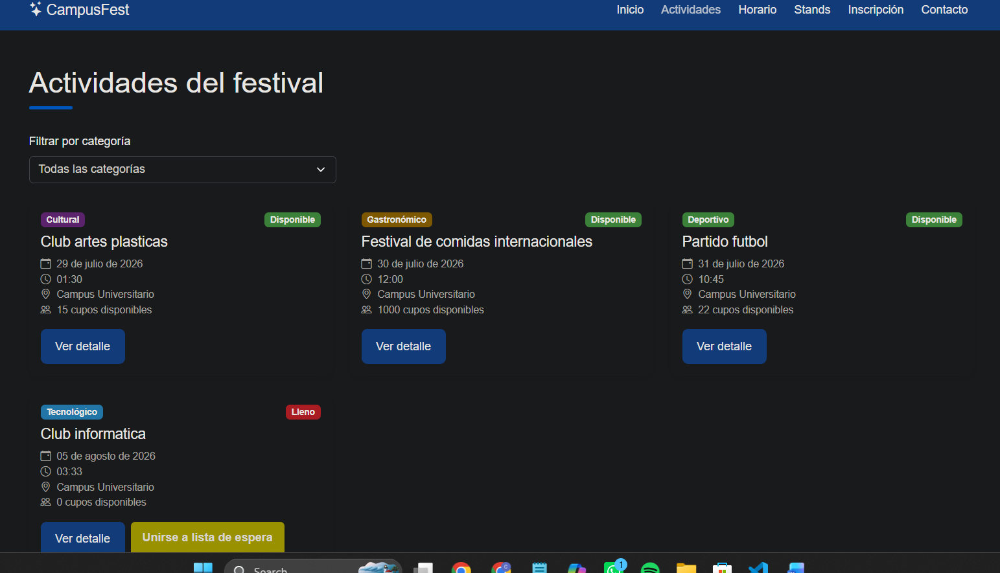 CampusFest
Inicio Actividades Horario Stands Inscripción Contacto
Actividades del festival
Filtrar por categoría
Todas las categorías
Cultural Disponible
Club artes plasticas
29 de julio de 2026
01:30
Campus Universitario
15 cupos disponibles
Ver detalle
Gastronómico Disponible
Festival de comidas internacionales
30 de julio de 2026
12:00
Campus Universitario
1000 cupos disponibles
Ver detalle
Deportivo Disponible
Partido futbol
31 de julio de 2026
10:45
Campus Universitario
22 cupos disponibles
Ver detalle
Tecnológico Lleno
Club informatica
05 de agosto de 2026
03:33
Campus Universitario
0 cupos disponibles
Ver detalle Unirse a lista de espera
Search
C
1